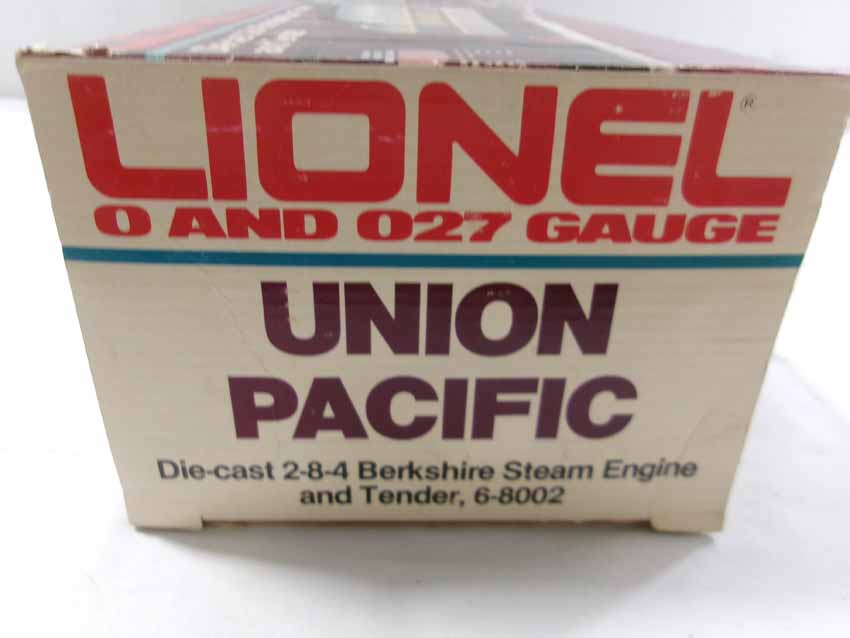 LIONEL®
O AND O27 GAUGE
UNION
PACIFIC
Die-cast 2-8-4 Berkshire Steam Engine
and Tender, 6-8002